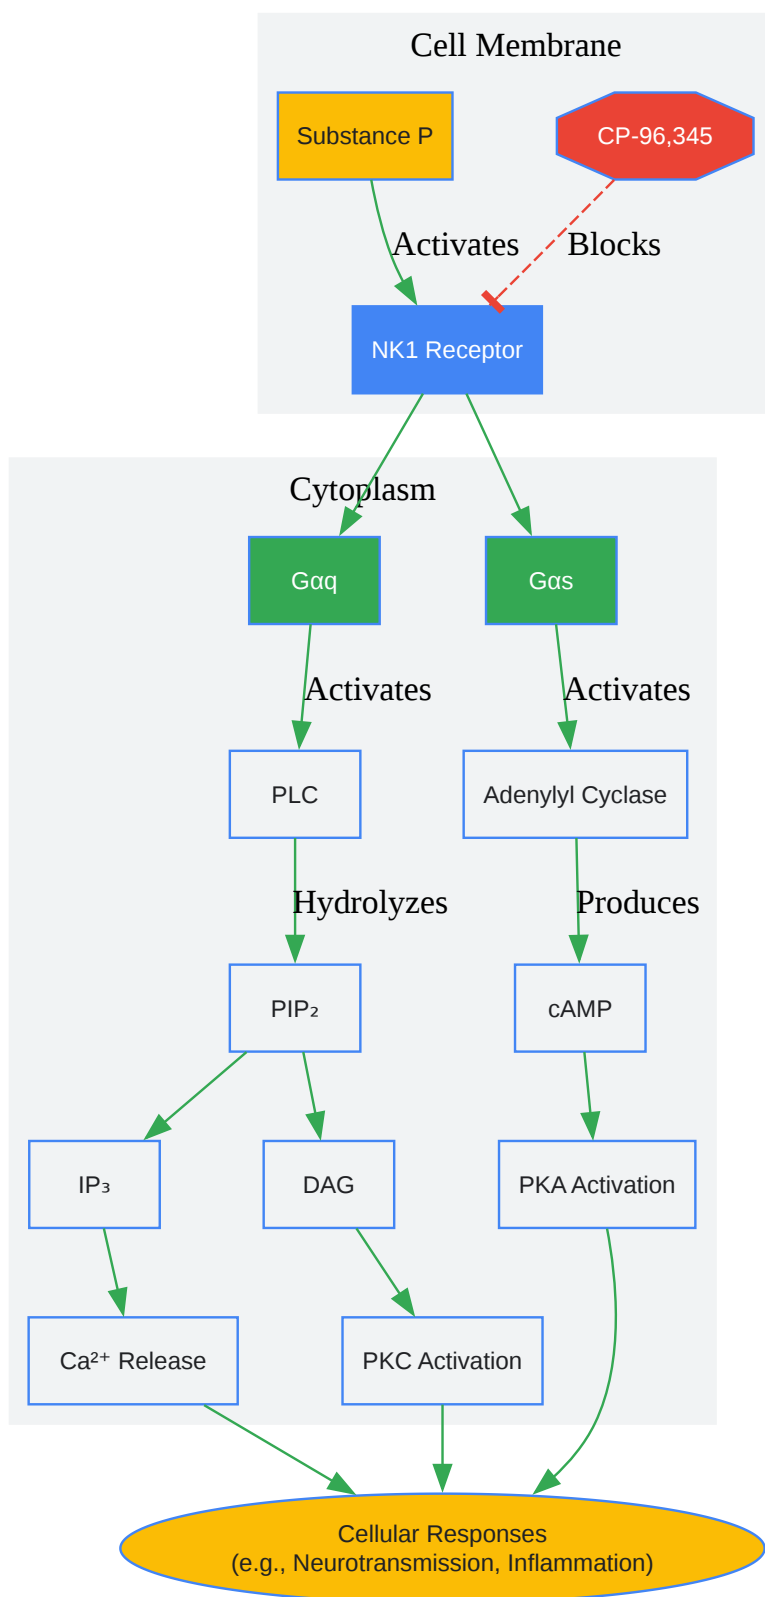 Cell Membrane
Substance P
CP-96,345
Activates
Blocks
NK1 Receptor
Cytoplasm
Gαq
Gαs
Activates
Activates
PLC
Adenylyl Cyclase
Hydrolyzes
Produces
PIP₂
cAMP
IP₃
DAG
PKA Activation
Ca²⁺ Release
PKC Activation
Cellular Responses
(e.g., Neurotransmission, Inflammation)